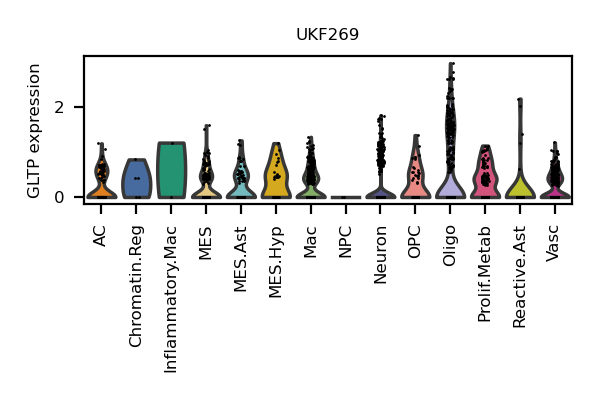 UKF269
GLTP expression
2
0
AC
Chromatin.Reg
Inflammatory.Mac
MES
MES.Ast
MES.Hyp
Mac
NPC
Neuron
OPC
Oligo
Prolif.Metab
Reactive.Ast
Vasc